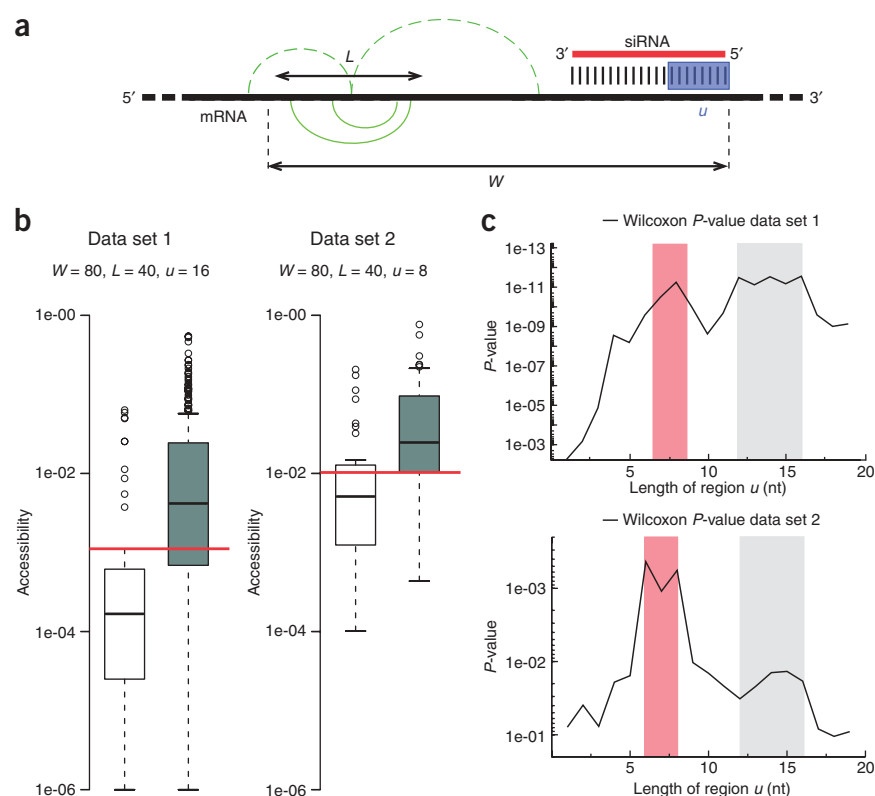 a
L
3′ siRNA 5′
5′ mRNA u 3′
W
b
Data set 1
W = 80, L = 40, u = 16
Accessibility
1e-00
1e-02
1e-04
1e-06
Data set 2
W = 80, L = 40, u = 8
Accessibility
1e-00
1e-02
1e-04
1e-06
c
Wilcoxon P-value data set 1
P-value
1e-13
1e-11
1e-09
1e-07
1e-05
1e-03
5 10 15 20
Length of region u (nt)
Wilcoxon P-value data set 2
P-value
1e-03
1e-02
1e-01
5 10 15 20
Length of region u (nt)